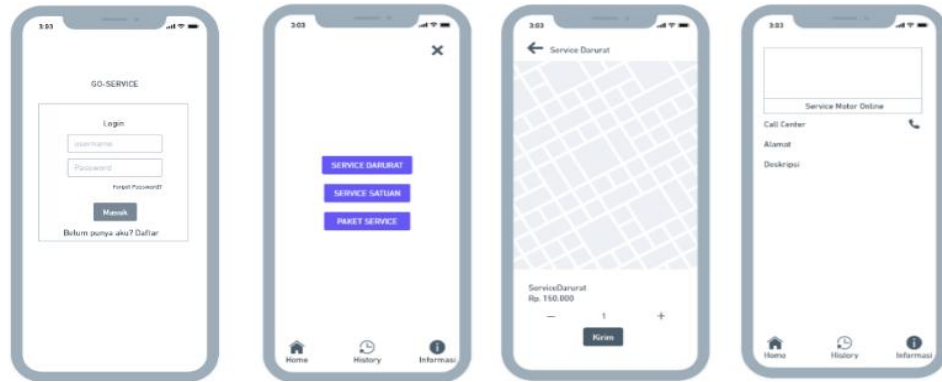 3:03
GO-SERVICE
Login
username
Password
Forgot Password?
Masuk
Belum punya aku? Daftar
3:03
SERVICE DARURAT
SERVICE SATUAN
PAKET SERVICE
Home History Informasi
3:03
Service Darurat
ServiceDarurat
Rp. 150.000
1
Kirim
3:03
Service Motor Online
Call Center
Alamat
Deskripsi
Home History Informasi